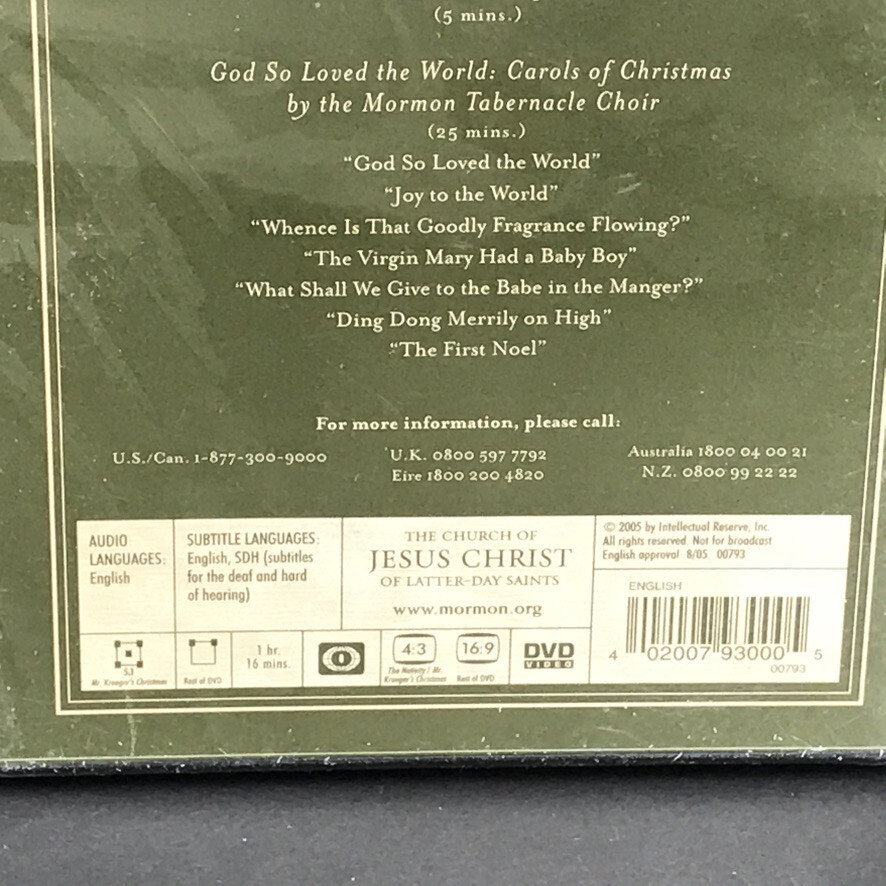 (5 mins.)
God So Loved the World: Carols of Christmas
by the Mormon Tabernacle Choir
(25 mins.)
“God So Loved the World”
“Joy to the World”
“Whence Is That Goodly Fragrance Flowing?”
“The Virgin Mary Had a Baby Boy”
“What Shall We Give to the Babe in the Manger?”
“Ding Dong Merrily on High”
“The First Noel”
For more information, please call:
U.S./Can. 1-877-300-9000
U.K. 0800 597 7792
Eire 1800 200 4820
Australia 1800 04 00 21
N.Z. 0800 99 22 22
AUDIO
LANGUAGES:
English
SUBTITLE LANGUAGES:
English, SDH (subtitles
for the deaf and hard
of hearing)
THE CHURCH OF
JESUS CHRIST
OF LATTER-DAY SAINTS
www.mormon.org
© 2005 by Intellectual Reserve, Inc.
All rights reserved. Not for broadcast
English approval 8/05 00793
ENGLISH
4 02007 93000 5
00793
5.1
Mr. Krueger's Christmas
Rest of DVD
1 hr.
16 mins.
4:3
The Nativity / Mr.
Krueger's Christmas
16:9
Rest of DVD
DVD
VIDEO